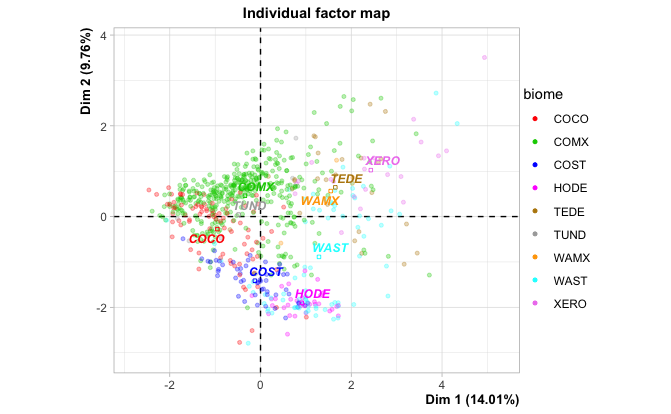 Individual factor map
Dim 2 (9.76%)
4
2
0
-2
-2
0
2
4
Dim 1 (14.01%)
XERO
TEDE
COMX
WAMX
TUND
COCO
WAST
COST
HODE
biome
COCO
COMX
COST
HODE
TEDE
TUND
WAMX
WAST
XERO